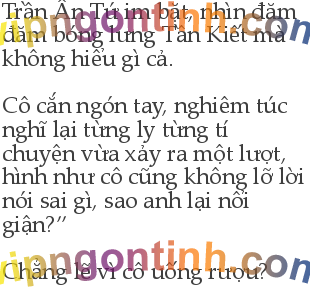 Trần Ân Tứ im bặt, nhìn đăm
đăm bóng lưng Tần Kiết mà
không hiểu gì cả.
Cô cắn ngón tay, nghiêm túc
nghĩ lại từng ly từng tí
chuyện vừa xảy ra một lượt,
hình như cô cũng không lỡ lời
nói sai gì, sao anh lại nổi
giận?”
Chẳng lẽ vì cô uống rượu?